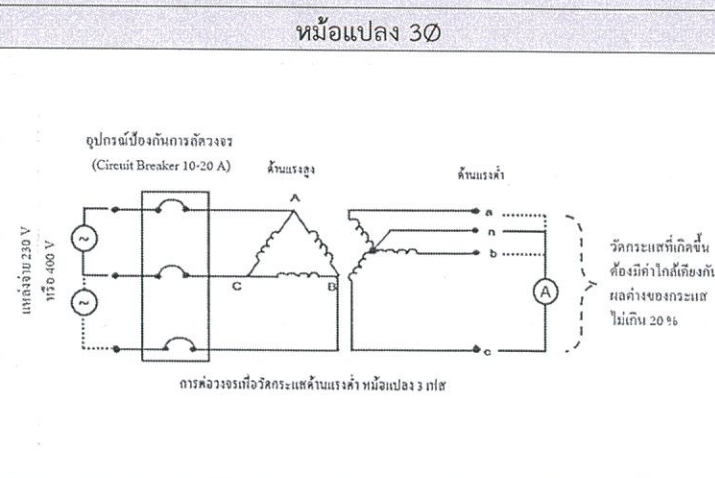 หม้อแปลง 3Ø
อุปกรณ์ป้องกันการลัดวงจร
(Circuit Breaker 10-20 A)
ด้านแรงสูง
ด้านแรงต่ำ
แหล่งจ่าย 230 V
หรือ 400 V
~
~
A
C
B
a
n
b
c
A
วัดกระแสที่เกิดขึ้น
ต้องมีค่าใกล้เคียงกัน
ผลต่างของกระแส
ไม่เกิน 20 %
การต่อวงจรเพื่อวัดกระแสด้านแรงต่ำ หม้อแปลง 3 เฟส